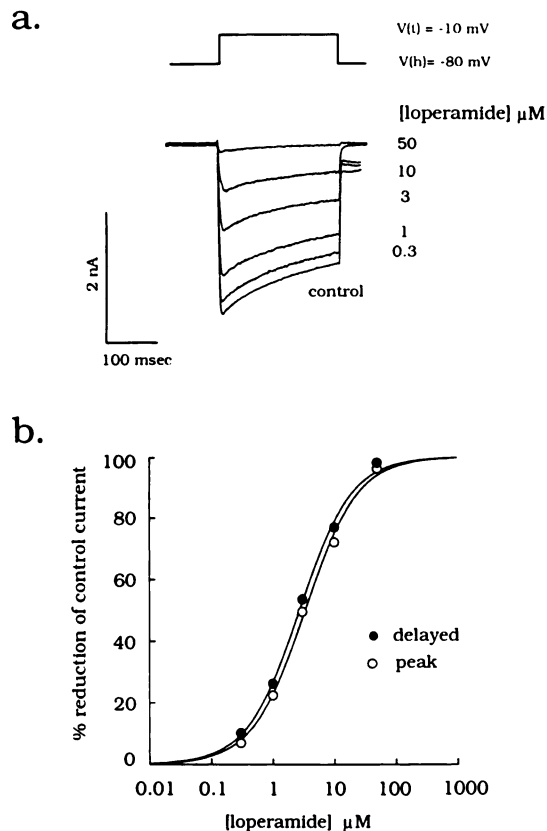 a.
V(t) = -10 mV
V(h)= -80 mV
[loperamide] µM
50
10
3
1
0.3
control
2 nA
100 msec
b.
% reduction of control current
100
80
60
40
20
0
delayed
peak
0.01 0.1 1 10 100 1000
[loperamide] µM